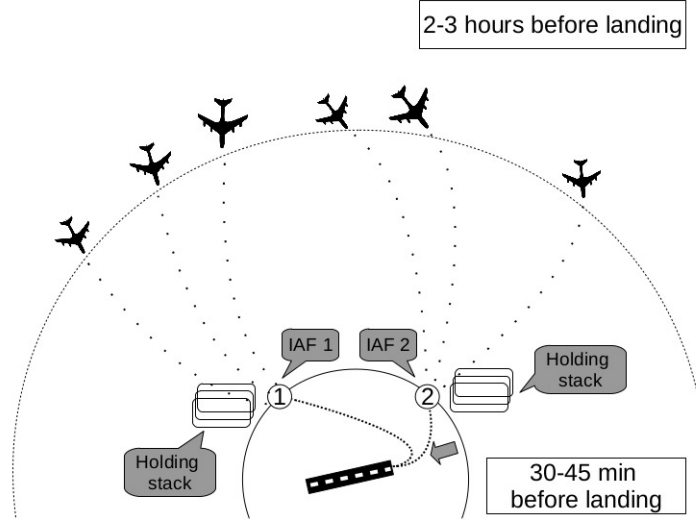 2-3 hours before landing
IAF 1
IAF 2
Holding
stack
1
2
Holding
stack
30-45 min
before landing